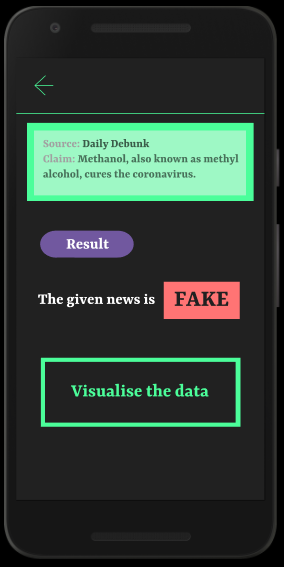 Source: Daily Debunk
Claim: Methanol, also known as methyl
alcohol, cures the coronavirus.
Result
The given news is FAKE
Visualise the data